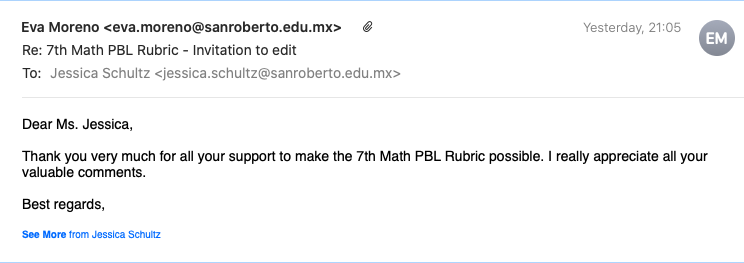 Eva Moreno <eva.moreno@sanroberto.edu.mx> Yesterday, 21:05
EM
Re: 7th Math PBL Rubric - Invitation to edit
To: Jessica Schultz <jessica.schultz@sanroberto.edu.mx>
Dear Ms. Jessica,
Thank you very much for all your support to make the 7th Math PBL Rubric possible. I really appreciate all your
valuable comments.
Best regards,
See More from Jessica Schultz